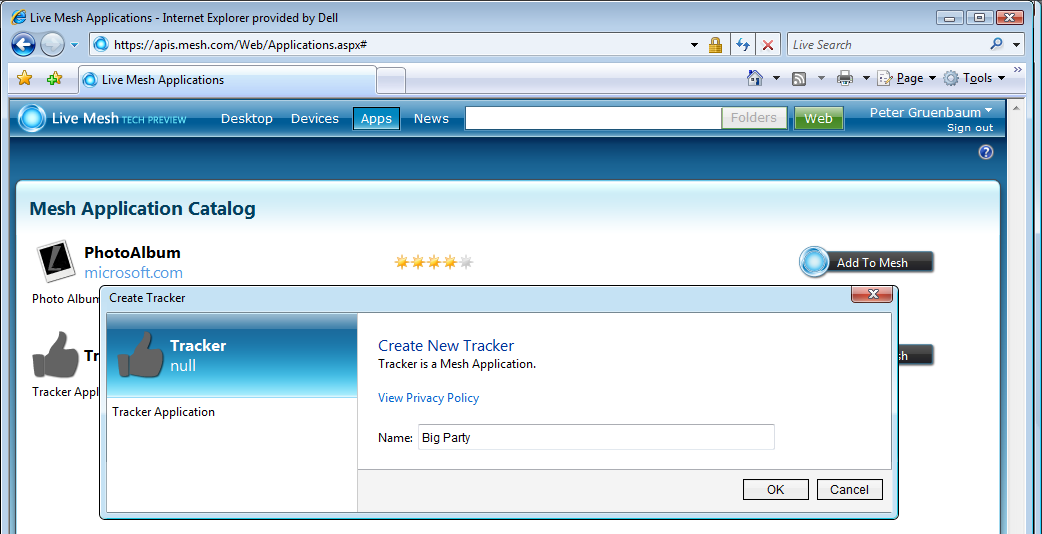 Live Mesh Applications - Internet Explorer provided by Dell
https://apis.mesh.com/Web/Applications.aspx#
Live Search
Live Mesh Applications
Page
Tools
Live Mesh TECH PREVIEW
Desktop
Devices
Apps
News
Folders
Web
Peter Gruenbaum
Sign out
Mesh Application Catalog
PhotoAlbum
microsoft.com
Add To Mesh
Photo Album
Tr
sh
Tracker Appl
Create Tracker
Tracker
null
Tracker Application
Create New Tracker
Tracker is a Mesh Application.
View Privacy Policy
Name: Big Party
OK
Cancel